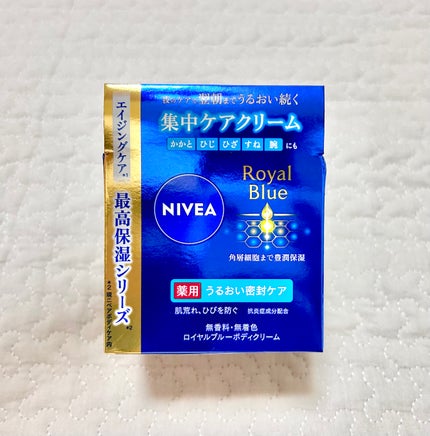 夜のケアで翌朝までうるおい続く
集中ケアクリーム
かかと ひじ ひざ すね 腕 にも
エイジングケア *1
最高保湿シリーズ *2
NIVEA
Royal
Blue
角層細胞まで豊潤保湿
薬用 うるおい密封ケア
肌荒れ、ひびを防ぐ 抗炎症成分配合
無香料・無着色
ロイヤルブルーボディクリーム